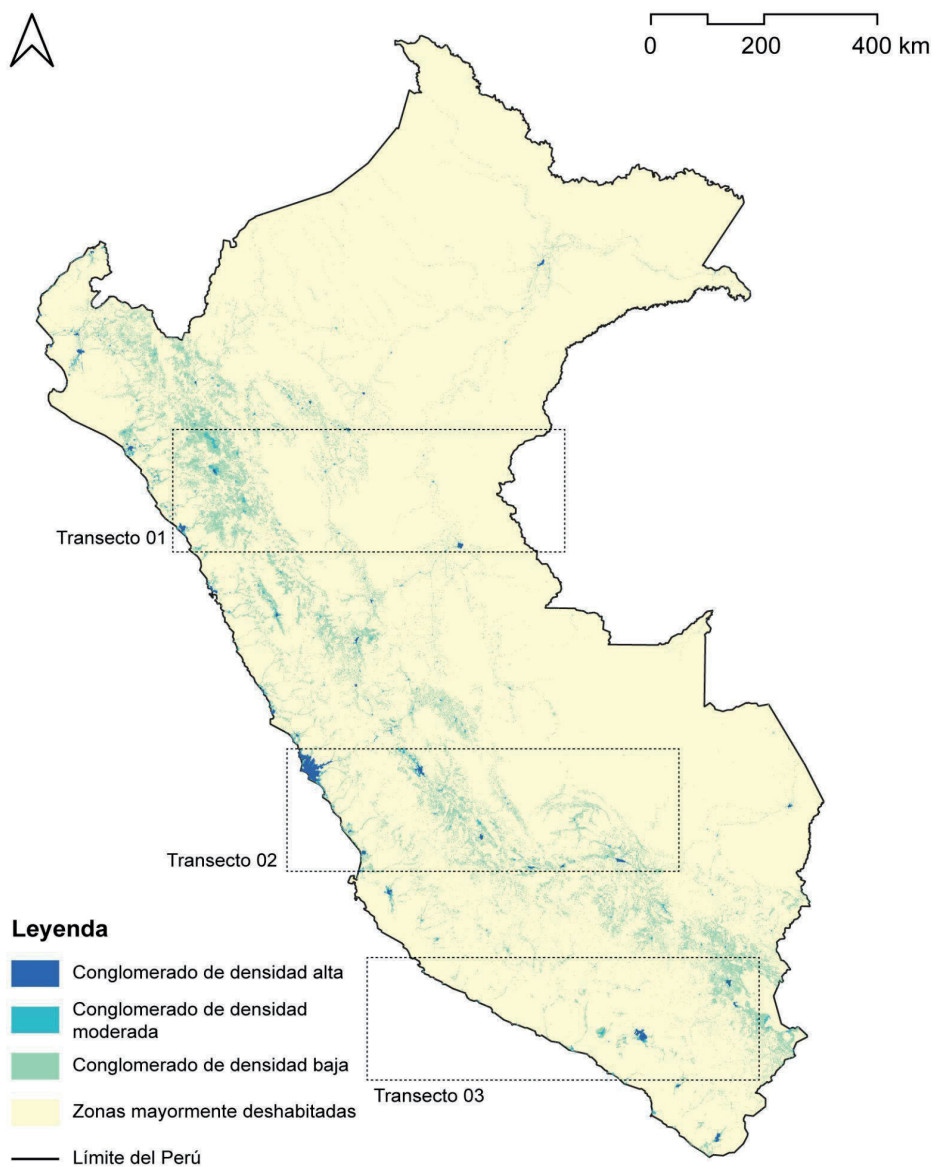 0 200 400 km
Transecto 01
Transecto 02
Transecto 03
Leyenda
Conglomerado de densidad alta
Conglomerado de densidad
moderada
Conglomerado de densidad baja
Zonas mayormente deshabitadas
Límite del Perú